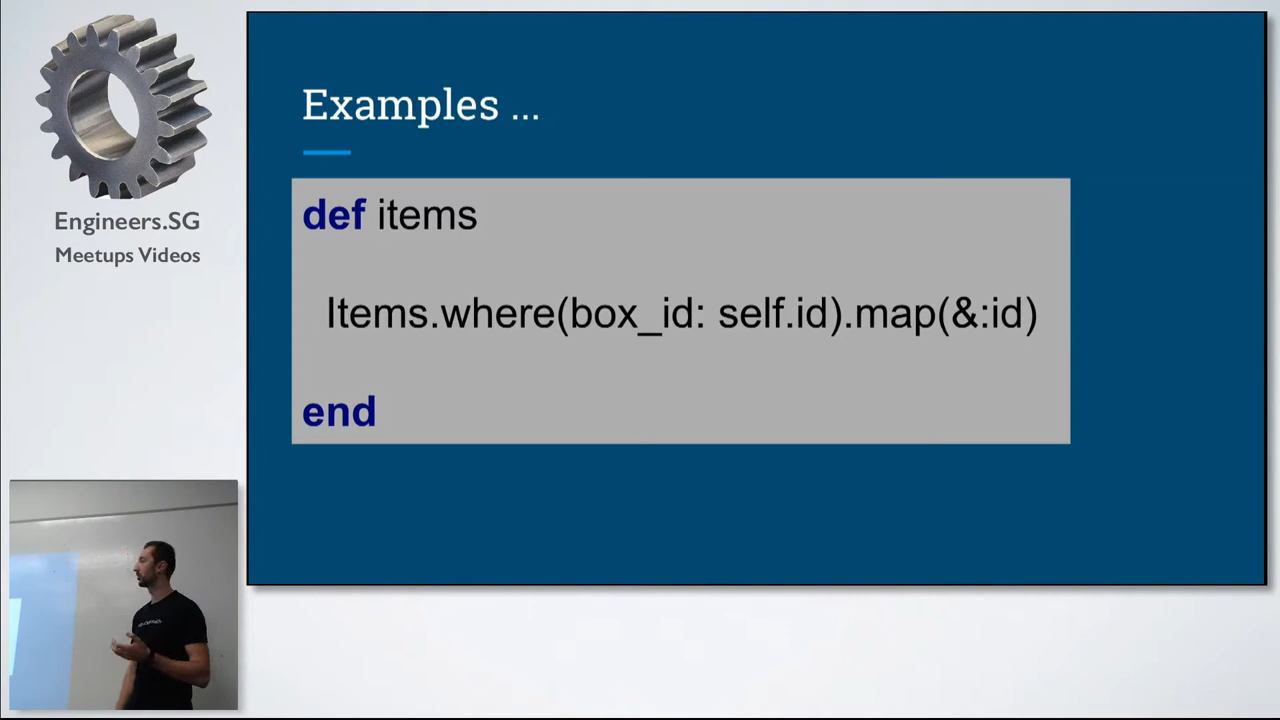 Engineers.SG
Meetups Videos
Examples ...
def items
Items.where(box_id: self.id).map(&:id)
end